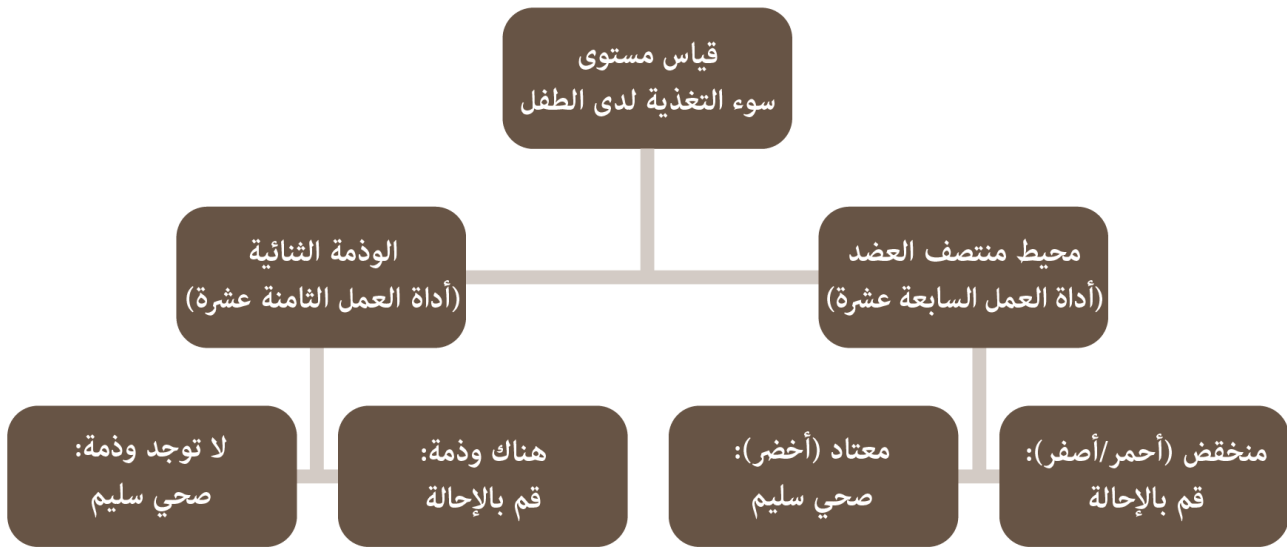 قياس مستوى
سوء التغذية لدى الطفل
محيط منتصف العضد
(أداة العمل السابعة عشرة)
الوذمة الثنائية
(أداة العمل الثامنة عشرة)
منخقض (أحمر/أصفر):
قم بالإحالة
معتاد (أخضر):
صحي سليم
هناك وذمة:
قم بالإحالة
لا توجد وذمة:
صحي سليم